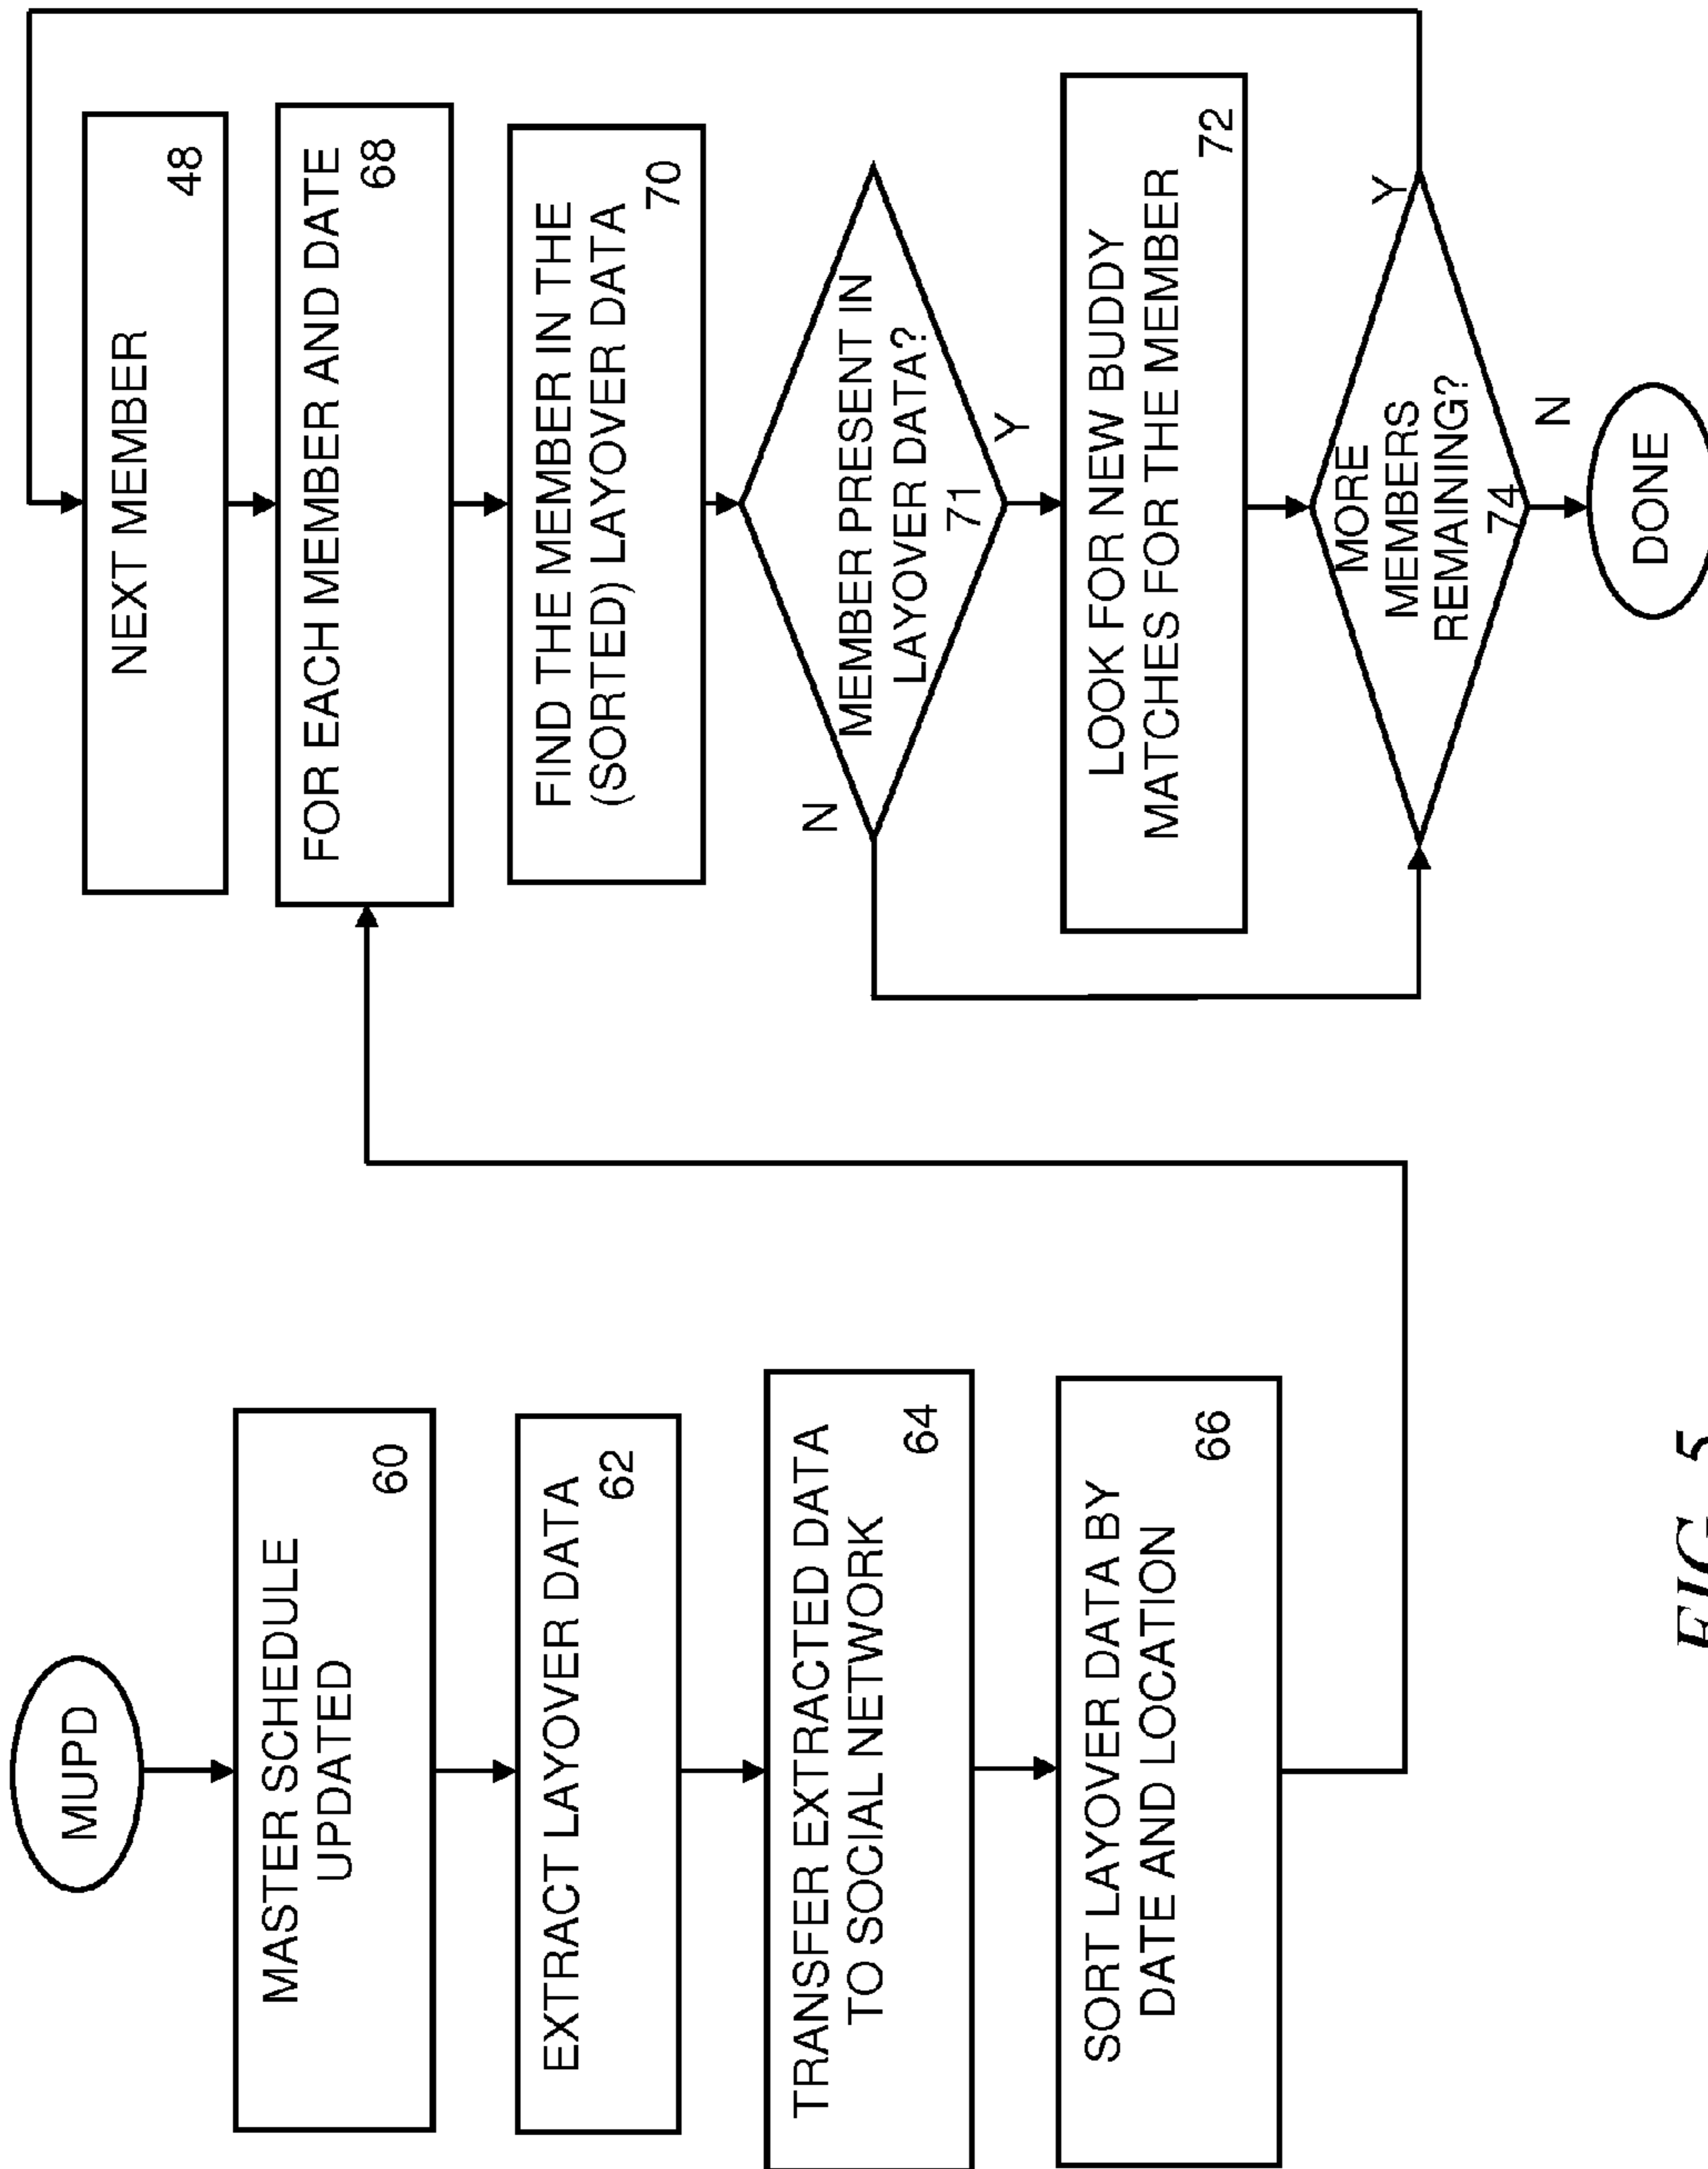 MUPD
MASTER SCHEDULE
UPDATED
60
EXTRACT LAYOVER DATA
62
TRANSFER EXTRACTED DATA
TO SOCIAL NETWORK
64
SORT LAYOVER DATA BY
DATE AND LOCATION
66
NEXT MEMBER
48
FOR EACH MEMBER AND DATE
68
FIND THE MEMBER IN THE
(SORTED) LAYOVER DATA
70
N
MEMBER PRESENT IN
LAYOVER DATA?
71
Y
LOOK FOR NEW BUDDY
MATCHES FOR THE MEMBER
72
Y
MORE
MEMBERS
REMAINING?
74
N
DONE
FIG. 5